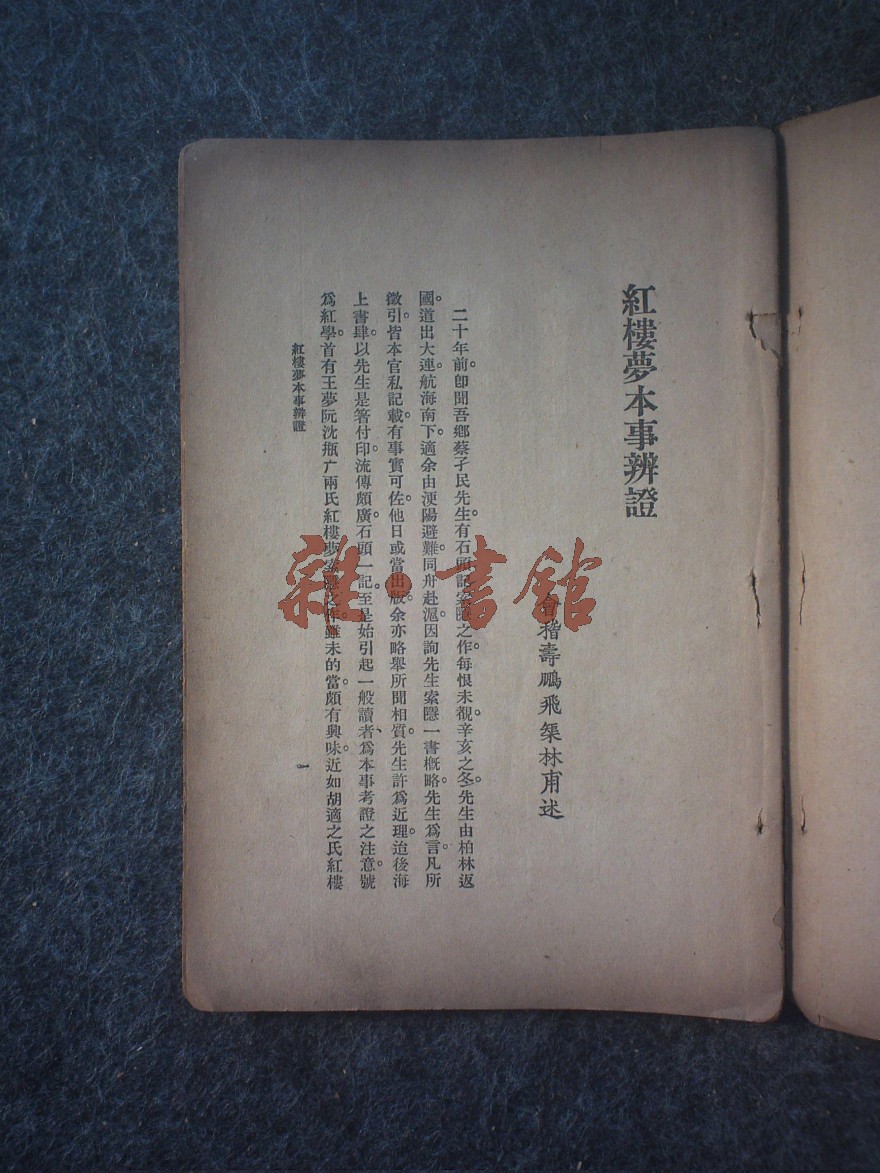 紅樓夢本事辨證
會稽壽鵬飛榘林甫述
二十年前。卽聞吾鄉蔡孑民先生。有石頭記索隱之作。每恨未覩。辛亥之冬。先生由柏林返
國。道出大連。航海南下。適余由浭陽避難。同舟赴滬。因詢先生索隱一書槪略。先生爲言。凡所
徵引。皆本官私記載。有事實可佐。他日或當出版。余亦略舉所聞相質。先生許爲近理。迨後海
上書肆。以先生是箸付印。流傳頗廣。石頭一記。至是始引起一般讀者、爲本事考證之注意。號
爲紅學。首有王夢阮沈甁广兩氏紅樓夢索隱之作。雖未的當。頗有興味。近如胡適之氏紅樓
紅樓夢本事辨證
一
雜·書館